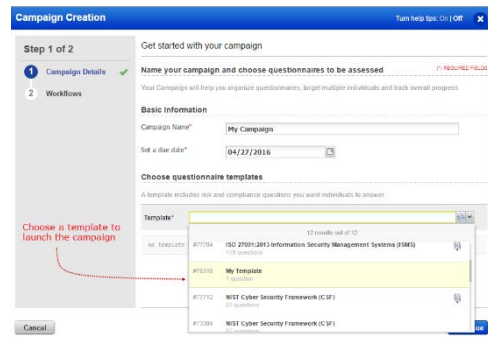 Campaign Creation
Turn help tips: On | Off
Step 1 of 2
1 Campaign Details
2 Workflows
Get started with your campaign
Name your campaign and choose questionnaires to be assessed
(*) REQUIRED FIELDS
Your Campaign will help you organize questionnaires, target multiple individuals and track overall progress.
Basic Information
Campaign Name*
My Campaign
Set a due date*
04/27/2016
Choose questionnaire templates
A template includes risk and compliance questions you want individuals to answer
Template*
12 results out of 12
Choose a template to
launch the campaign
no template
#77794 ISO 27001:2013 Information Security Management Systems (ISMS)
179 questions
My Template
1 question
#77712 NIST Cyber Security Framework (CSF)
questions
NIST Cyber Security Framework (CSF)
Cancel